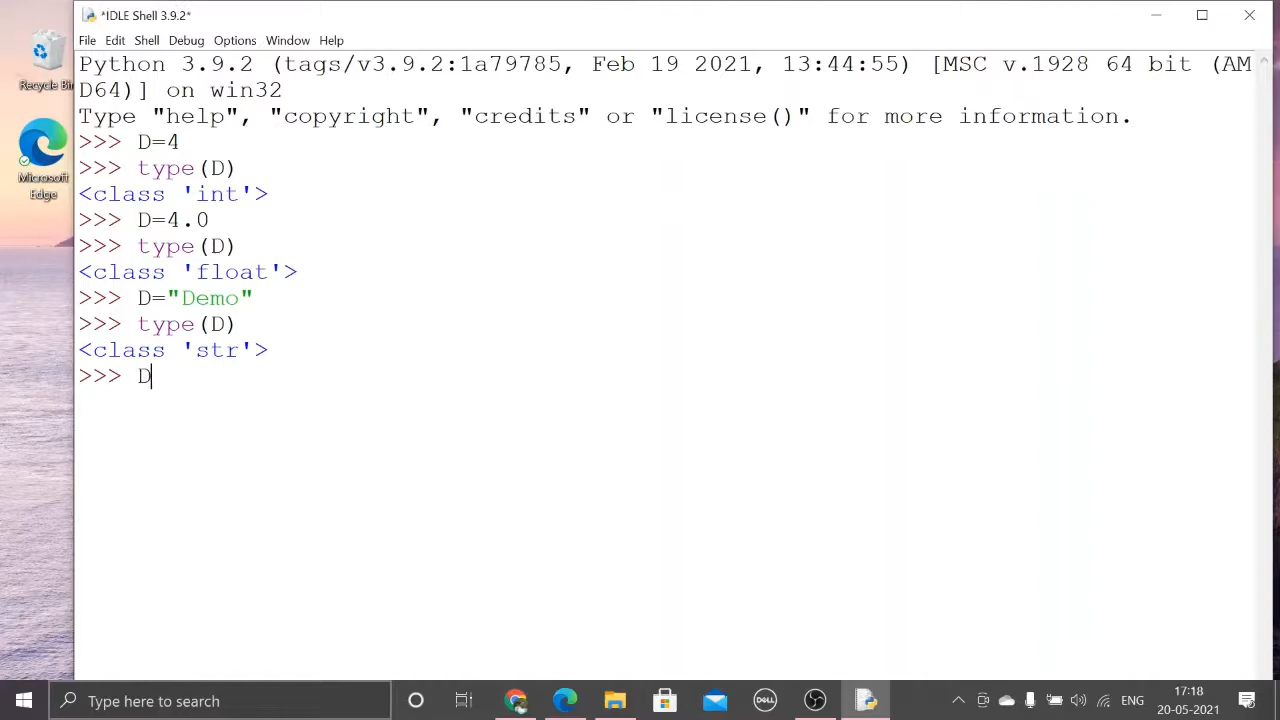 *IDLE Shell 3.9.2*
File Edit Shell Debug Options Window Help
Python 3.9.2 (tags/v3.9.2:1a79785, Feb 19 2021, 13:44:55) [MSC v.1928 64 bit (AM
D64)] on win32
Type "help", "copyright", "credits" or "license()" for more information.
>>> D=4
>>> type(D)
<class 'int'>
>>> D=4.0
>>> type(D)
<class 'float'>
>>> D="Demo"
>>> type(D)
<class 'str'>
>>> D
Recycle Bin
Microsoft
Edge
Type here to search
DELL
ENG
17:18
20-05-2021